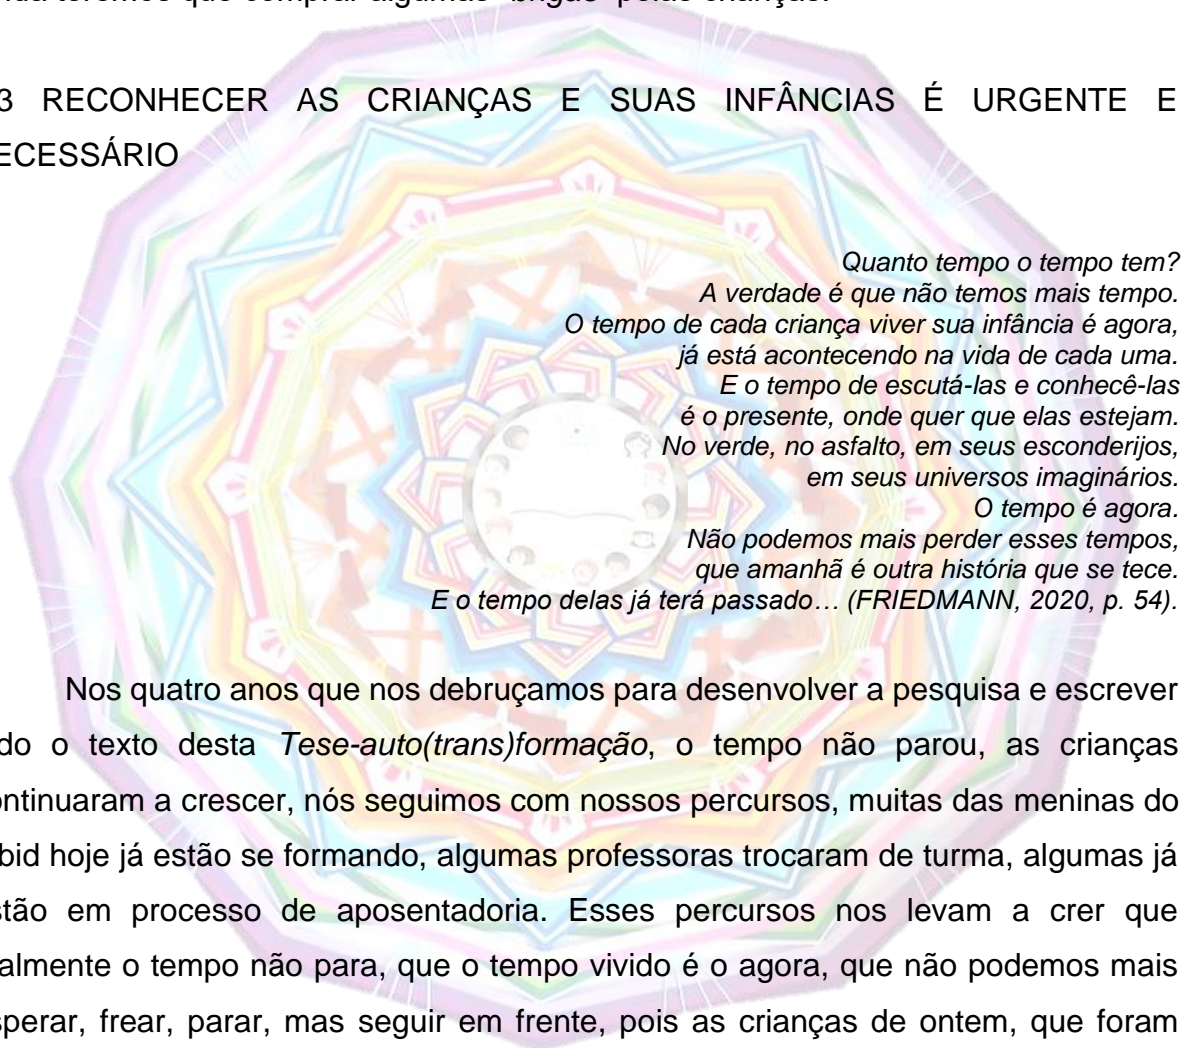 teremos que comprar algumas "brigas" pelas crianças.
3 RECONHECER AS CRIANÇAS E SUAS INFÂNCIAS É URGENTE E
ECESSÁRIO
Quanto tempo o tempo tem?
A verdade é que não temos mais tempo.
O tempo de cada criança viver sua infância é agora,
já está acontecendo na vida de cada uma.
E o tempo de escutá-las e conhecê-las
é o presente, onde quer que elas estejam.
No verde, no asfalto, em seus esconderijos,
em seus universos imaginários.
O tempo é agora.
Não podemos mais perder esses tempos,
que amanhã é outra história que se tece.
E o tempo delas já terá passado… (FRIEDMANN, 2020, p. 54).
Nos quatro anos que nos debruçamos para desenvolver a pesquisa e escrever
do o texto desta Tese-auto(trans)formação, o tempo não parou, as crianças
ontinuaram a crescer, nós seguimos com nossos percursos, muitas das meninas do
bid hoje já estão se formando, algumas professoras trocaram de turma, algumas já
stão em processo de aposentadoria. Esses percursos nos levam a crer que
almente o tempo não para, que o tempo vivido é o agora, que não podemos mais
sperar, frear, parar, mas seguir em frente, pois as crianças de ontem, que foram